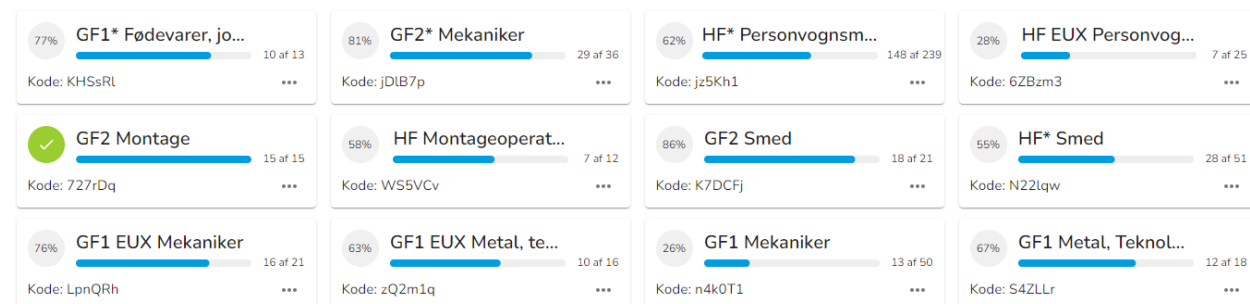 77% GF1* Fødevarer, jo...
10 af 13
Kode: KHSsRl
81% GF2* Mekaniker
29 af 36
Kode: jDlB7p
62% HF* Personvognsm...
148 af 239
Kode: jz5Kh1
28% HF EUX Personvog...
7 af 25
Kode: 6ZBzm3
GF2 Montage
15 af 15
Kode: 727rDq
58% HF Montageoperat...
7 af 12
Kode: WS5VCv
86% GF2 Smed
18 af 21
Kode: K7DCFj
55% HF* Smed
28 af 51
Kode: N22lqw
76% GF1 EUX Mekaniker
16 af 21
Kode: LpnQRh
63% GF1 EUX Metal, te...
10 af 16
Kode: zQ2m1q
26% GF1 Mekaniker
13 af 50
Kode: n4k0T1
67% GF1 Metal, Teknol...
12 af 18
Kode: S4ZLLr